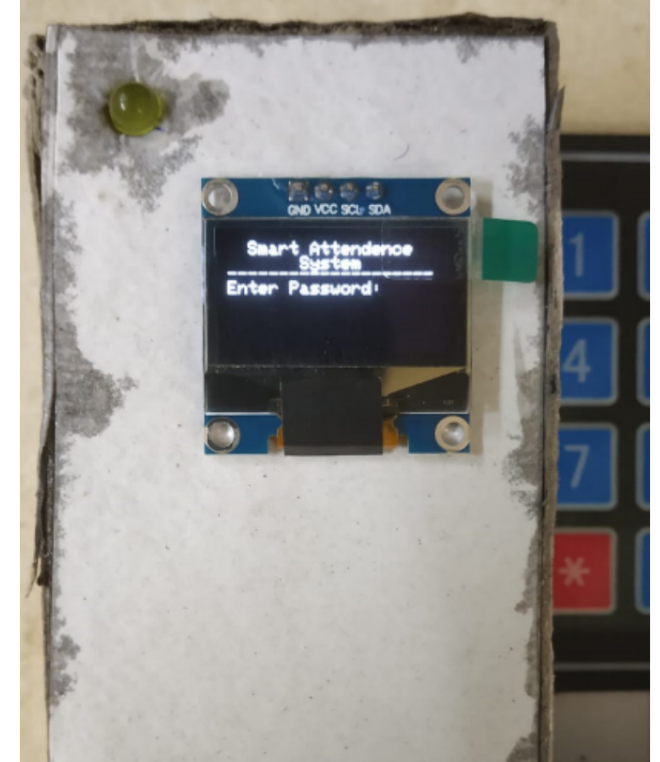 GND VCC SCL SDA
Smart Attendence
System
---------------------
Enter Password:
1
4
7
*